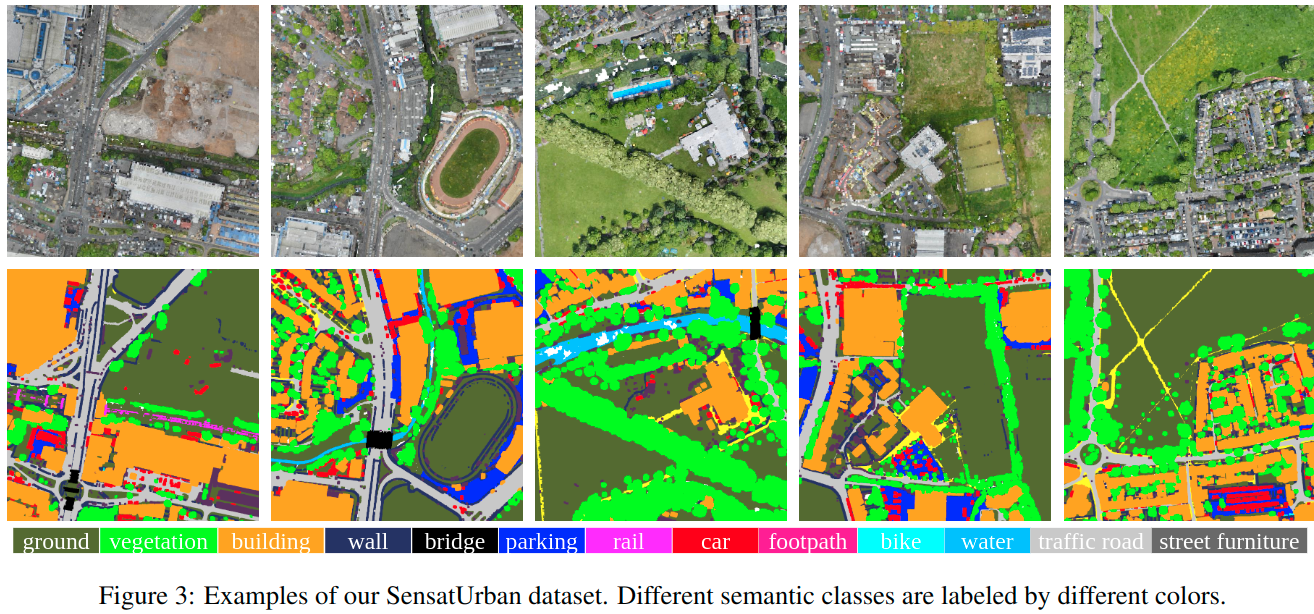 ground vegetation building wall bridge parking rail car footpath bike water traffic road street furniture
Figure 3: Examples of our SensatUrban dataset. Different semantic classes are labeled by different colors.